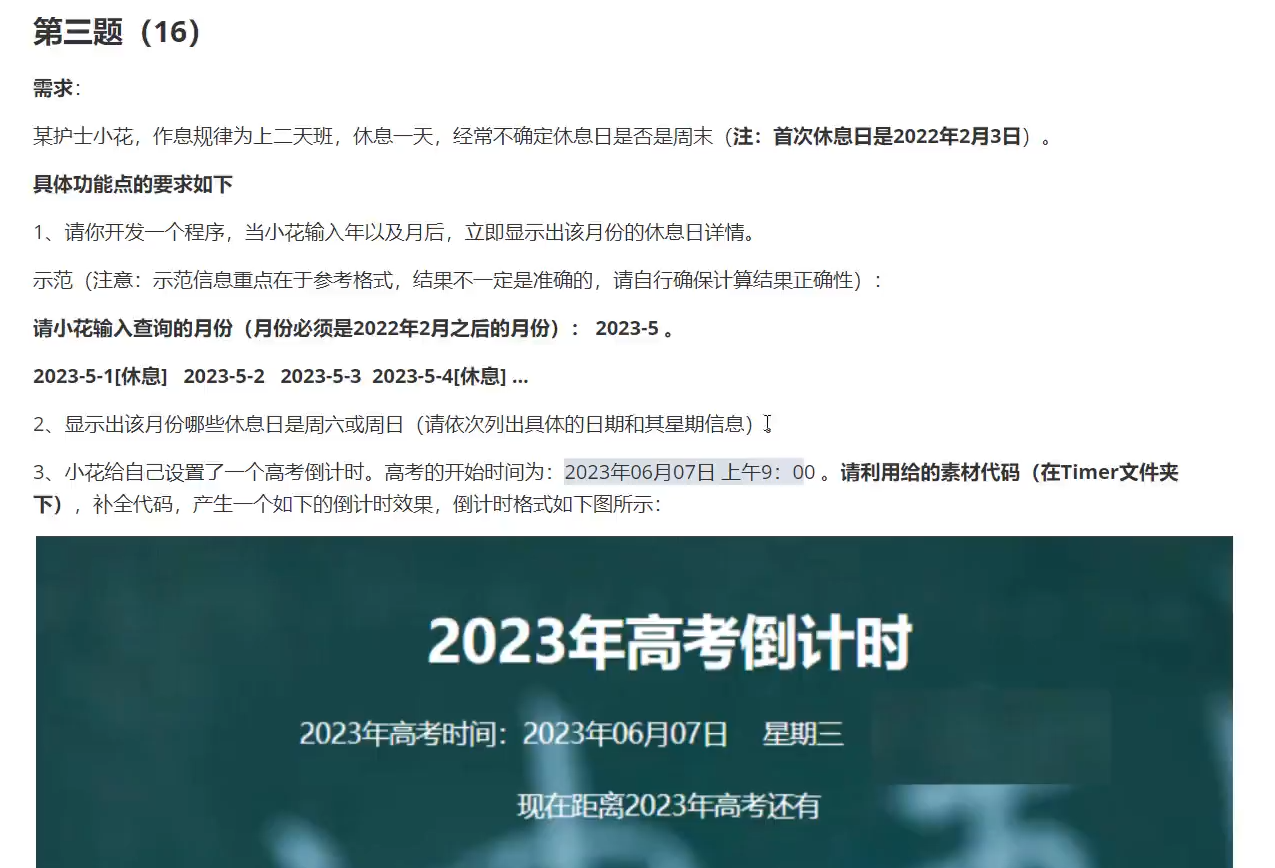 第三题（16）
需求：
某护士小花，作息规律为上二天班，休息一天，经常不确定休息日是否是周末（注：首次休息日是2022年2月3日）。
具体功能点的要求如下
1、请你开发一个程序，当小花输入年以及月后，立即显示出该月份的休息日详情。
示范（注意：示范信息重点在于参考格式，结果不一定是准确的，请自行确保计算结果正确性）：
请小花输入查询的月份（月份必须是2022年2月之后的月份）： 2023-5 。
2023-5-1[休息] 2023-5-2 2023-5-3 2023-5-4[休息] ...
2、显示出该月份哪些休息日是周六或周日（请依次列出具体的日期和其星期信息）
3、小花给自己设置了一个高考倒计时。高考的开始时间为：2023年06月07日 上午9：00 。请利用给的素材代码（在Timer文件夹
下），补全代码，产生一个如下的倒计时效果，倒计时格式如下图所示：
2023年高考倒计时
2023年高考时间：2023年06月07日 星期三
现在距离2023年高考还有